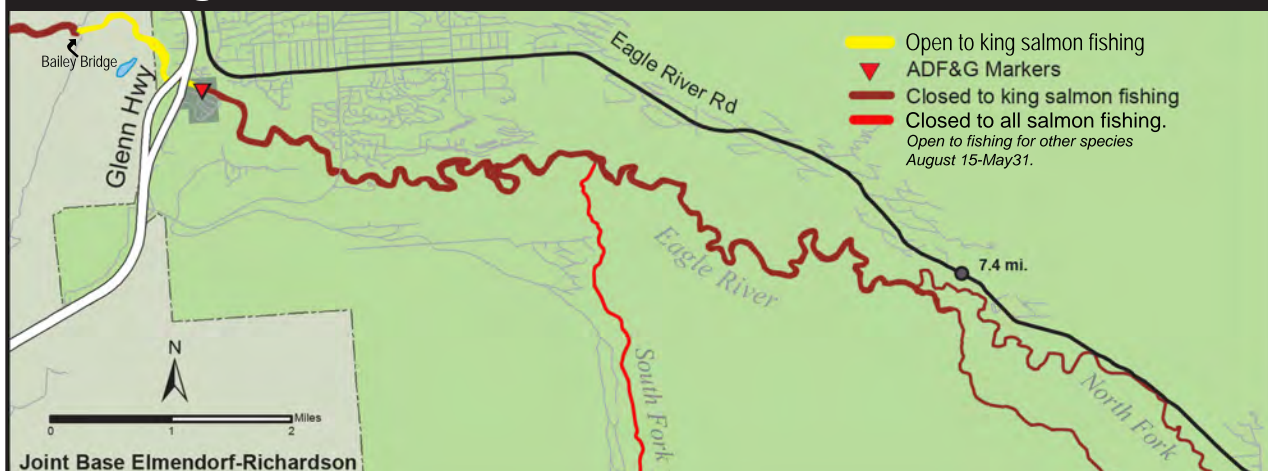 Bailey Bridge
Glenn Hwy
Eagle River Rd
Open to king salmon fishing
ADF&G Markers
Closed to king salmon fishing
Closed to all salmon fishing.
Open to fishing for other species
August 15-May31.
7.4 mi.
Eagle River
South Fork
North Fork
N
Miles
0 1 2
Joint Base Elmendorf-Richardson